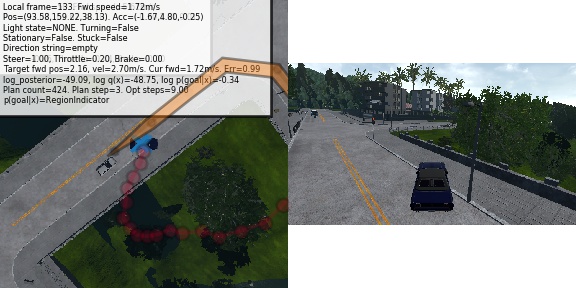 Local frame=133. Fwd speed=1.72m/s
Pos=(93.58,159.22,38.13). Acc=(-1.67,4.80,-0.25)
Light state=NONE. Turning=False
Stationary=False. Stuck=False
Direction string=empty
Steer=1.00, Throttle=0.20, Brake=0.00
Target fwd pos=2.16, vel=2.70m/s. Cur fwd=1.72m/s. Err=0.99
log_posterior=-49.09, log q(x)=-48.75, log p(goal|x)=-0.34
Plan count=424. Plan step=3. Opt steps=9.00
p(goal|x)=RegionIndicator